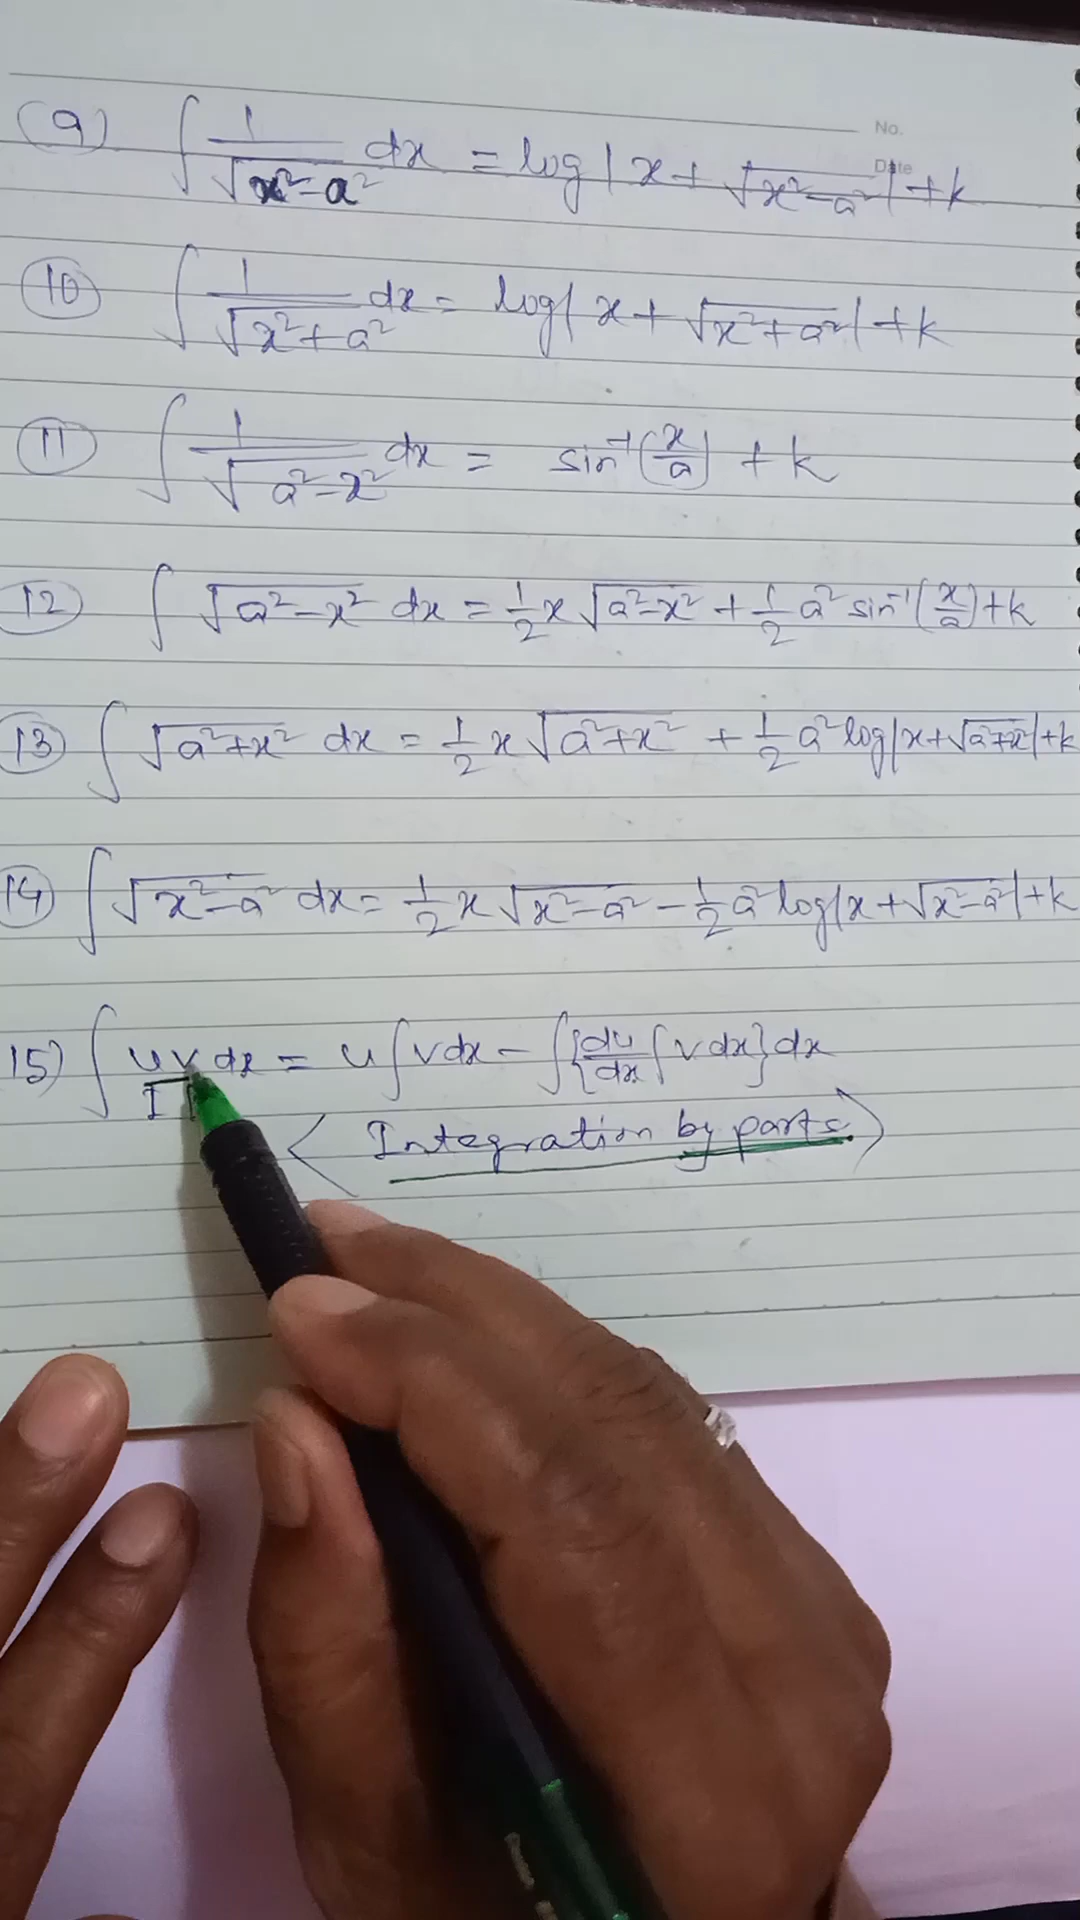 No.
Date
(9) ∫ 1/√(x²-a²) dx = log|x+√(x²-a²)|+k
(10) ∫ 1/√(x²+a²) dx = log|x+√(x²+a²)|+k
(11) ∫ 1/√(a²-x²) dx = sin⁻¹(x/a) + k
(12) ∫ √(a²-x²) dx = 1/2 x √(a²-x²) + 1/2 a² sin⁻¹(x/a)+k
(13) ∫ √(a²+x²) dx = 1/2 x √(a²+x²) + 1/2 a² log|x+√(a²+x²)|+k
(14) ∫ √(x²-a²) dx = 1/2 x √(x²-a²) - 1/2 a² log|x+√(x²-a²)|+k
15) ∫ uv dx = u∫vdx - ∫{du/dx ∫vdx}dx
I
< Integration by parts. >